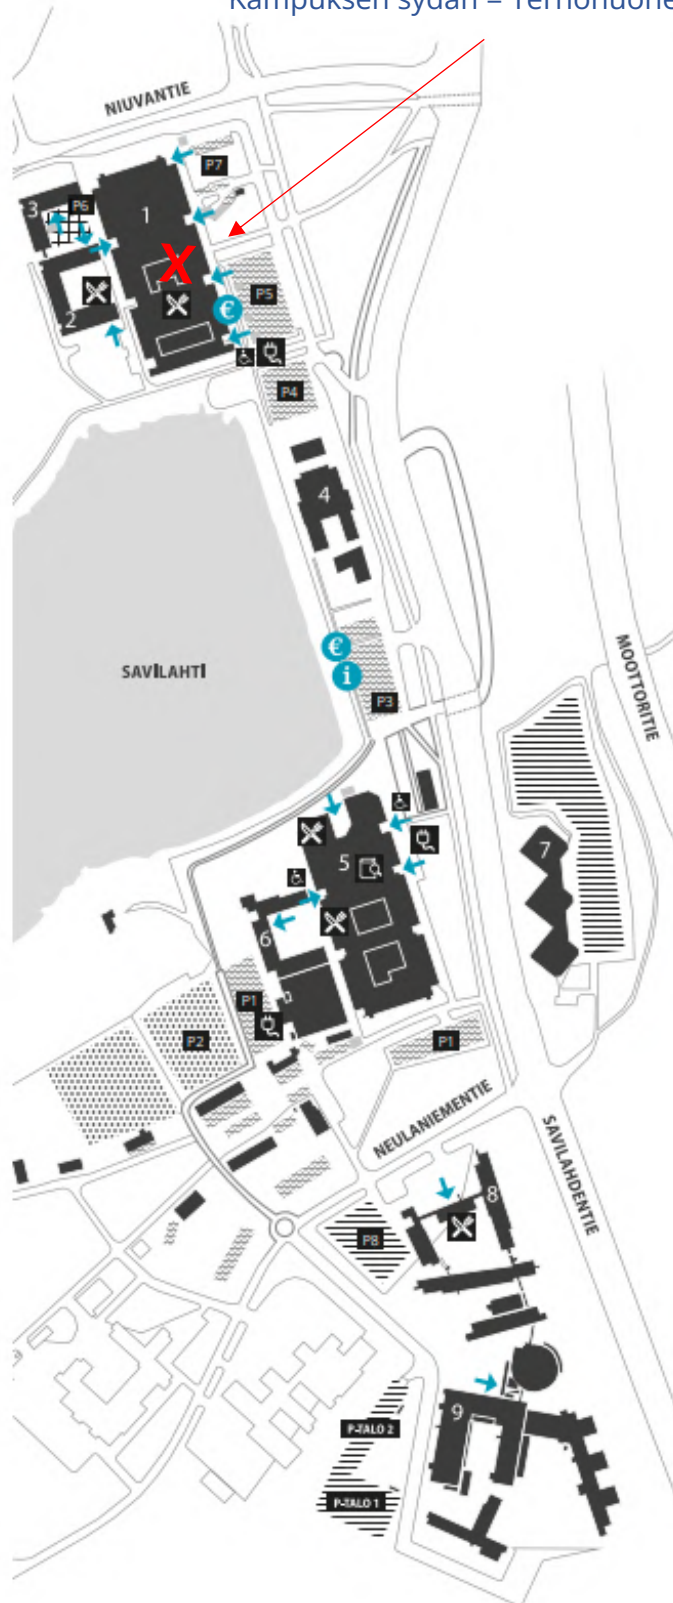 Kampuksen sydän = Terhonhuone
NIUVANTIE
P7
3
P6
1
X
2
€
P5
P4
4
SAVILAHTI
€
i
P3
MOOTTORITIE
7
5
6
P1
P2
P1
NEULANIEMENTIE
SAVILAHDENTIE
8
P8
9
P-TALO 2
P-TALO 1